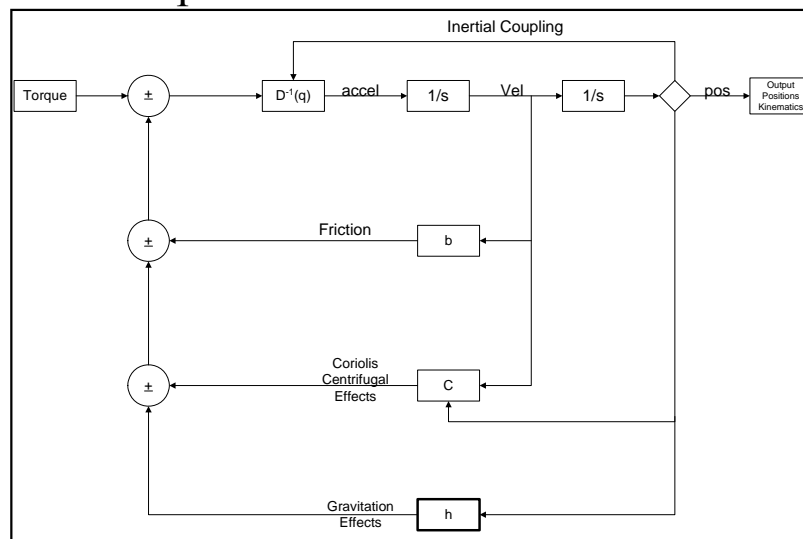 Inertial Coupling
Torque
±
D⁻¹(q)
accel
1/s
Vel
1/s
pos
Output
Positions
Kinematics
±
Friction
b
±
Coriolis
Centrifugal
Effects
C
Gravitation
Effects
h